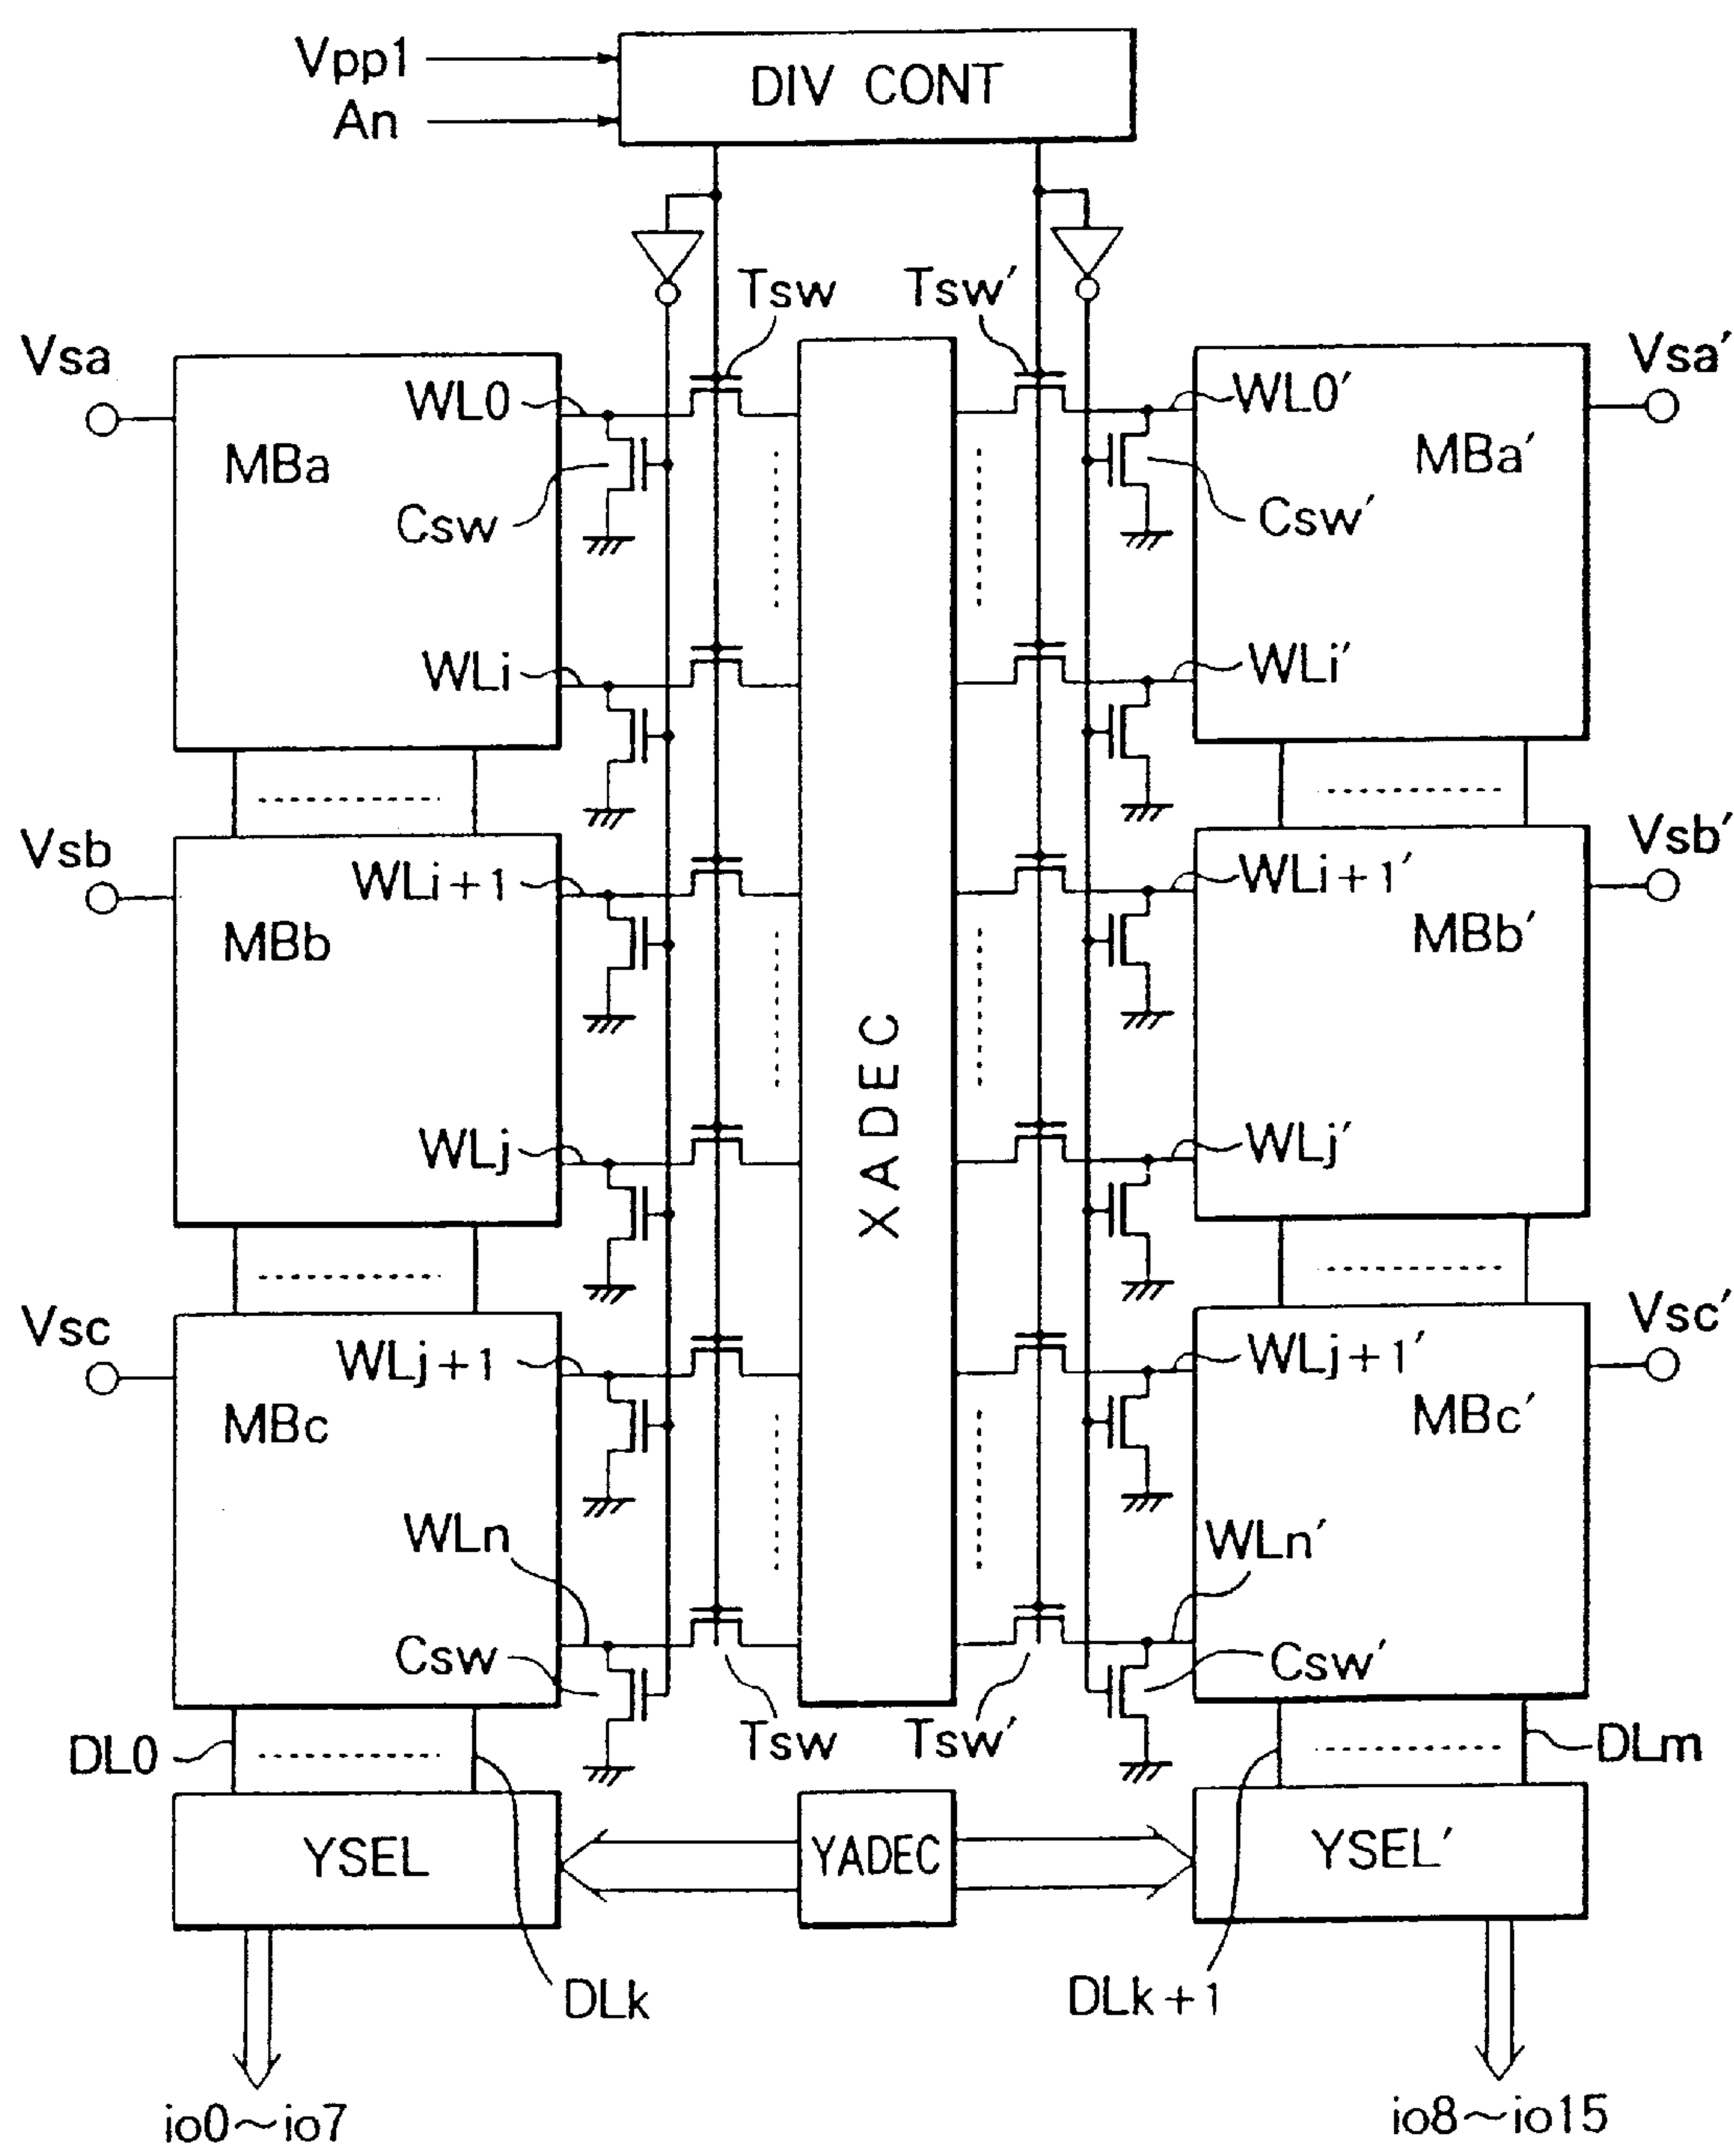 Vpp1
DIV CONT
An
Tsw
Tsw′
Vsa
Vsa′
WL0
WL0′
MBa
MBa′
Csw
Csw′
WLi
WLi′
Vsb
Vsb′
WLi+1
WLi+1′
MBb
MBb′
XADEC
WLj
WLj′
Vsc
Vsc′
WLj+1
WLj+1′
MBc
MBc′
WLn
WLn′
Csw
Csw′
Tsw
Tsw′
DL0
DLm
YSEL
YADEC
YSEL′
DLk
DLk+1
io0～io7
io8～io15